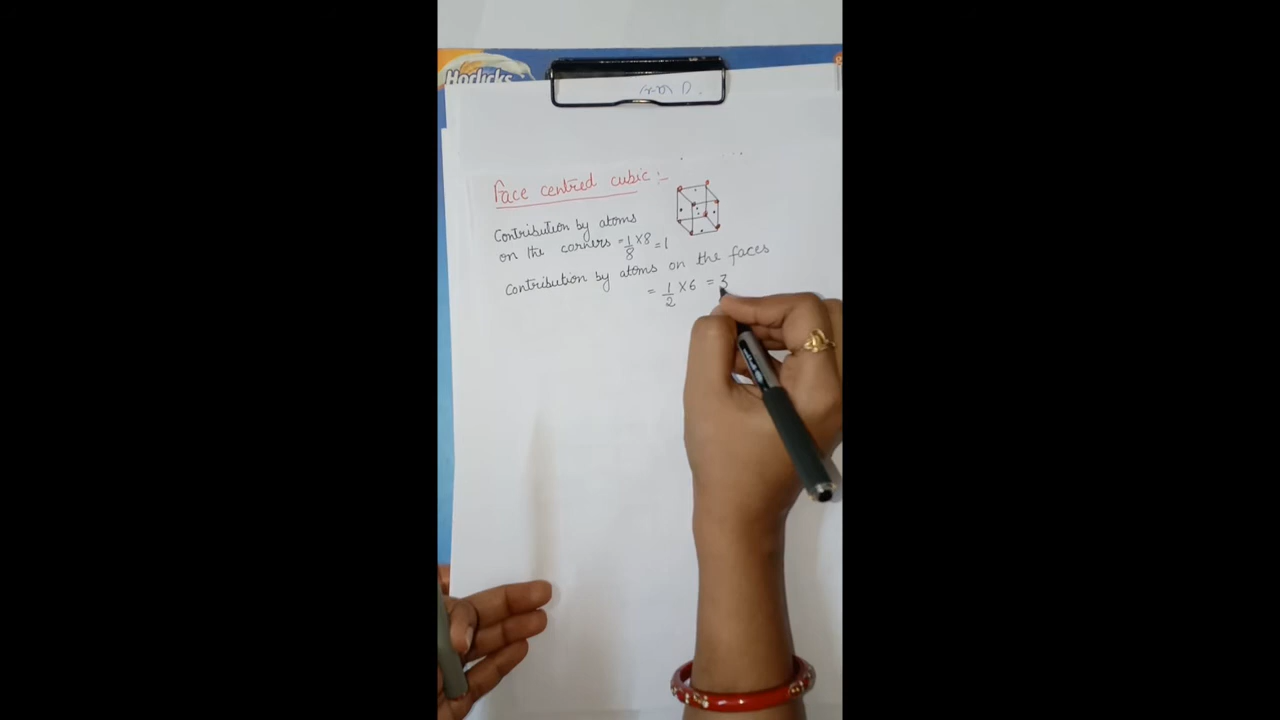 Horlicks
Face centred cubic :-
Contribution by atoms
on the corners = 1/8 × 8 = 1
Contribution by atoms on the faces
= 1/2 × 6 = 3